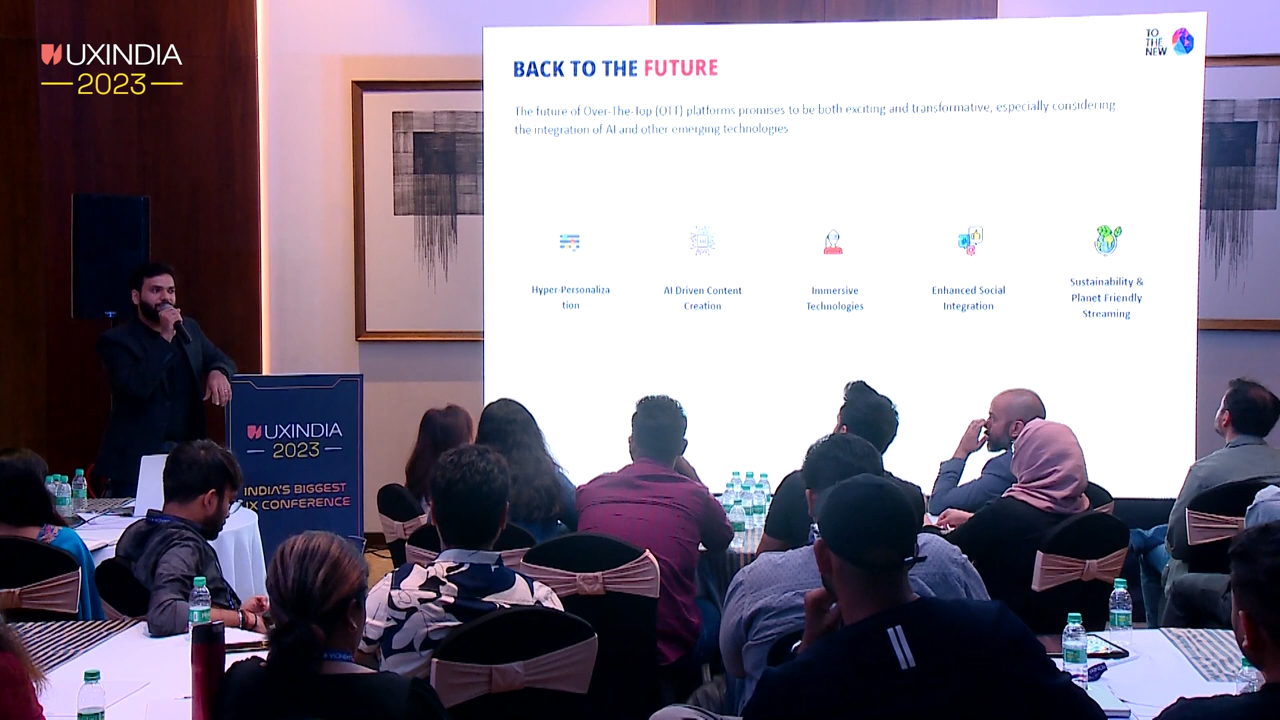 UXINDIA
2023
TO
THE
NEW
BACK TO THE FUTURE
The future of Over-The-Top (OTT) platforms promises to be both exciting and transformative, especially considering
the integration of AI and other emerging technologies
Hyper-Personaliza
tion
AI Driven Content
Creation
Immersive
Technologies
Enhanced Social
Integration
Sustainability &
Planet Friendly
Streaming
UXINDIA
2023
INDIA'S BIGGEST
UX CONFERENCE